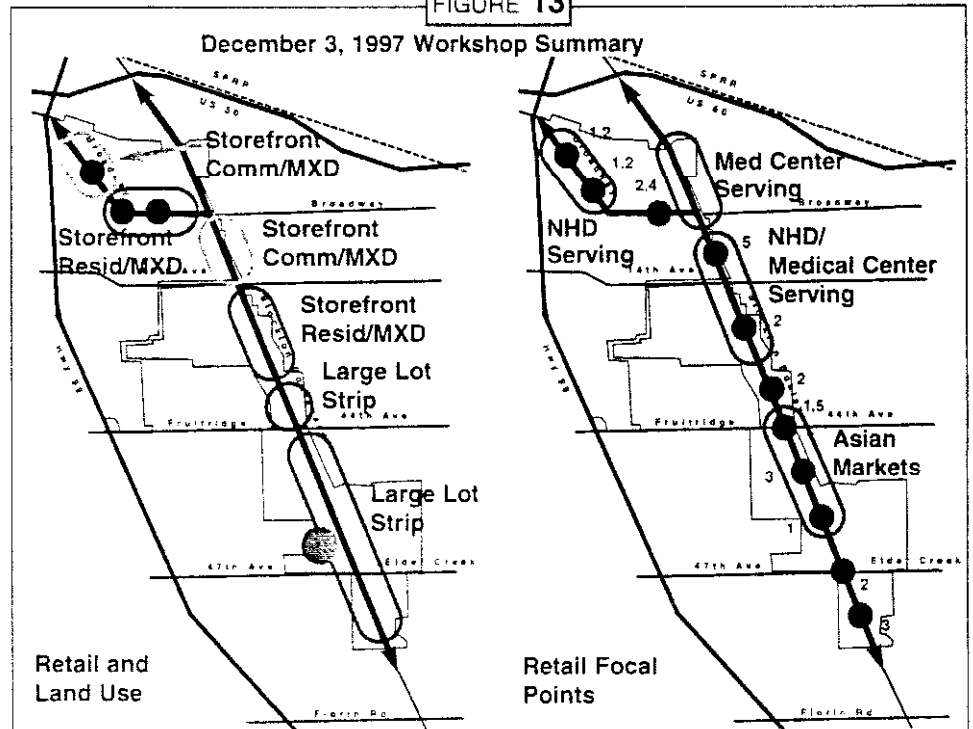 FIGURE 13
December 3, 1997 Workshop Summary
SPRR
US 50
Storefront
Comm/MXD
Broadway
Storefront
Resid/MXD
Ave
Storefront
Comm/MXD
Storefront
Resid/MXD
Large Lot
Strip
Hwy 99
Fruitridge
44th Ave
Large Lot
Strip
47th Ave
Elder Creek
Retail and
Land Use
Florin Rd
SPRR
1,2
1,2
2,4
Med Center
Serving
Broadway
NHD
Serving
5
NHD/
Medical Center
Serving
14th Ave
2
2
1,5
Hwy 99
Fruitridge
44th Ave
Asian
Markets
3
1
47th Ave
Elder Creek
2
3
Retail Focal
Points
Florin Rd